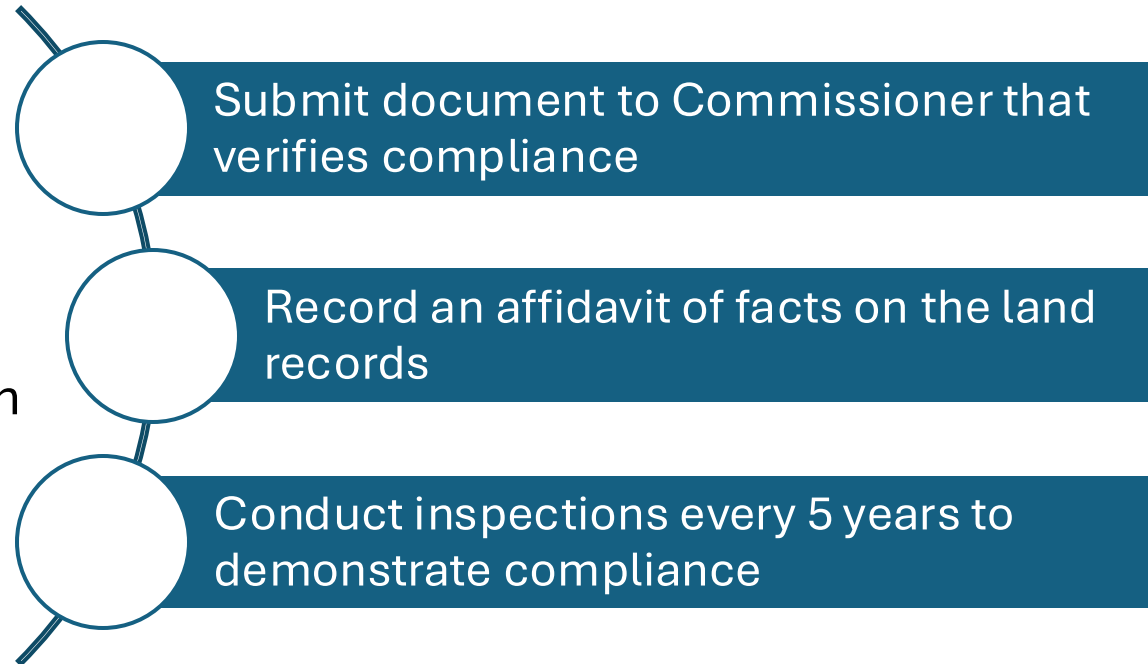 Submit document to Commissioner that
verifies compliance
Record an affidavit of facts on the land
records
n
Conduct inspections every 5 years to
demonstrate compliance